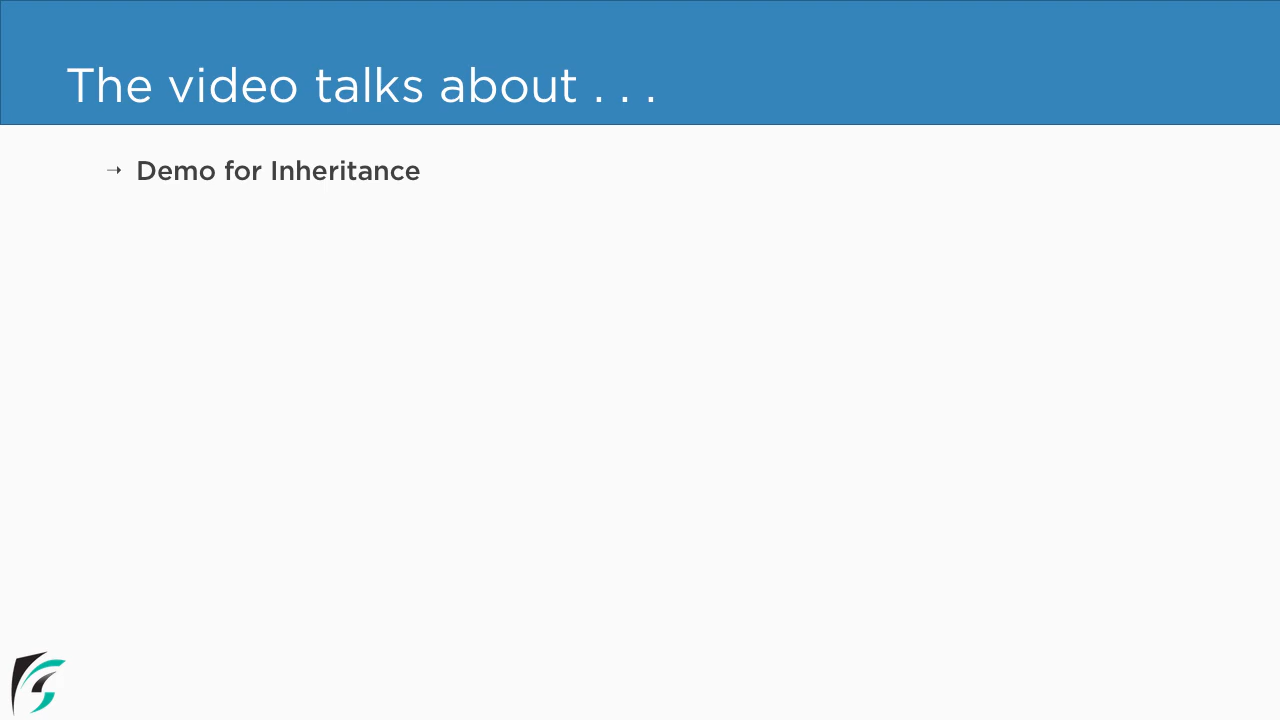 The video talks about . . .
➝ Demo for Inheritance